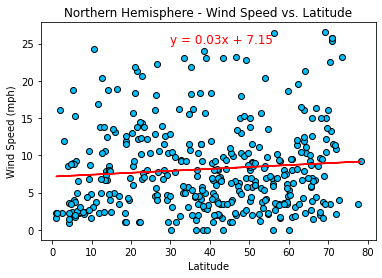 Northern Hemisphere - Wind Speed vs. Latitude
y = 0.03x + 7.15
Wind Speed (mph)
25
20
15
10
5
0
0 10 20 30 40 50 60 70 80
Latitude